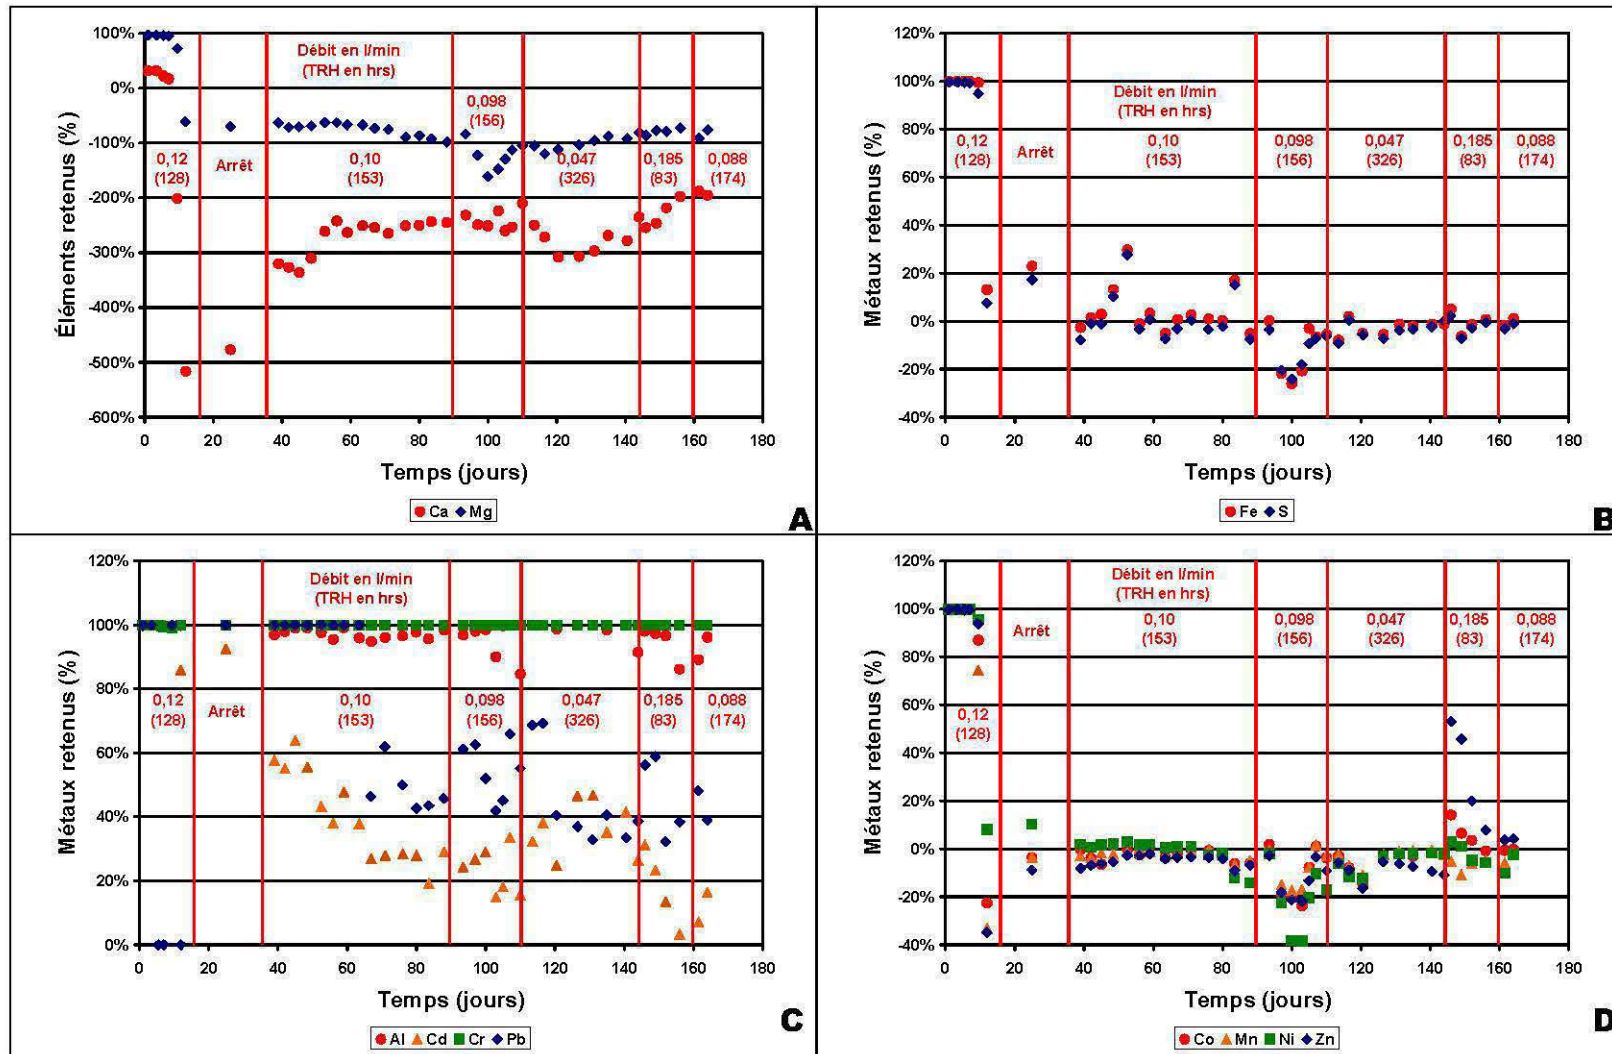 100%
0%
-100%
-200%
-300%
-400%
-500%
-600%
Éléments retenus (%)
Débit en l/min
(TRH en hrs)
0,12
(128)
Arrêt
0,10
(153)
0,098
(156)
0,047
(326)
0,185
(83)
0,088
(174)
0 20 40 60 80 100 120 140 160 180
Temps (jours)
Ca Mg
A
120%
100%
80%
60%
40%
20%
0%
-20%
-40%
Métaux retenus (%)
Débit en l/min
(TRH en hrs)
0,12
(128)
Arrêt
0,10
(153)
0,098
(156)
0,047
(326)
0,185
(83)
0,088
(174)
0 20 40 60 80 100 120 140 160 180
Temps (jours)
Fe S
B
120%
100%
80%
60%
40%
20%
0%
Métaux retenus (%)
Débit en l/min
(TRH en hrs)
0,12
(128)
Arrêt
0,10
(153)
0,098
(156)
0,047
(326)
0,185
(83)
0,088
(174)
0 20 40 60 80 100 120 140 160 180
Temps (jours)
Al Cd Cr Pb
C
120%
100%
80%
60%
40%
20%
0%
-20%
-40%
Métaux retenus (%)
Débit en l/min
(TRH en hrs)
0,12
(128)
Arrêt
0,10
(153)
0,098
(156)
0,047
(326)
0,185
(83)
0,088
(174)
0 20 40 60 80 100 120 140 160 180
Temps (jours)
Co Mn Ni Zn
D